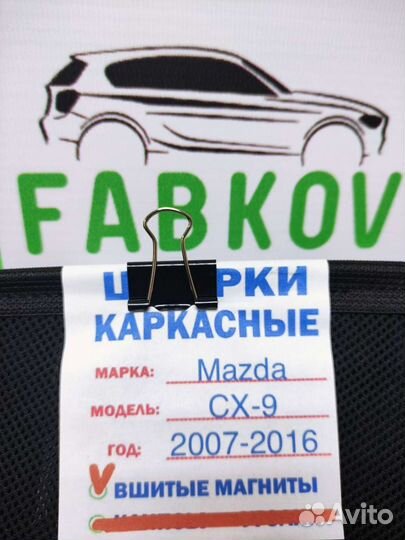 FABKOV
КАРКАСНЫЕ
МАРКА: Mazda
МОДЕЛЬ: CX-9
ГОД: 2007-2016
ВШИТЫЕ МАГНИТЫ
Avito